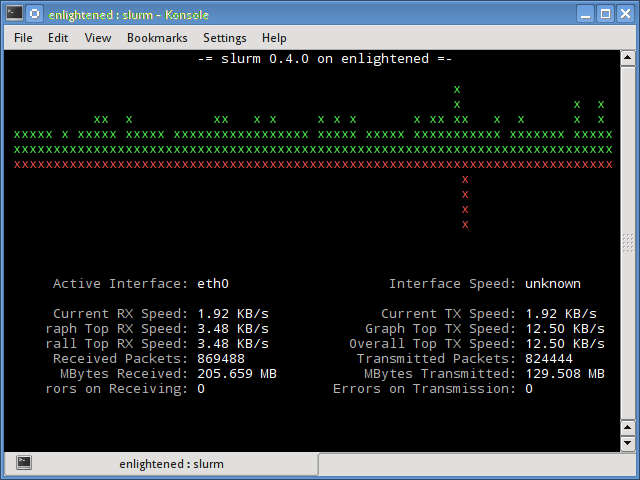 enlightened : slurm - Konsole
File Edit View Bookmarks Settings Help
-= slurm 0.4.0 on enlightened =-
x
x x x
xx x xx x x x x x x x xx x x x x
xxxxx x xxxxx xxxxx xxxxxxxxxxxxxxxxx xxxxx xxxxx xxxxxxxxx xxxxx xxxxx
xxxxxxxxxxxxxxxxxxxxxxxxxxxxxxxxxxxxxxxxxxxxxxxxxxxxxxxxxxxxxxxxxxxxxxxxxxx
xxxxxxxxxxxxxxxxxxxxxxxxxxxxxxxxxxxxxxxxxxxxxxxxxxxxxxxxxxxxxxxxxxxxxxxxxxx
x
x
x
x
Active Interface: eth0 Interface Speed: unknown
Current RX Speed: 1.92 KB/s Current TX Speed: 1.92 KB/s
raph Top RX Speed: 3.48 KB/s Graph Top TX Speed: 12.50 KB/s
rall Top RX Speed: 3.48 KB/s Overall Top TX Speed: 12.50 KB/s
Received Packets: 869488 Transmitted Packets: 824444
MBytes Received: 205.659 MB MBytes Transmitted: 129.508 MB
rors on Receiving: 0 Errors on Transmission: 0
enlightened : slurm